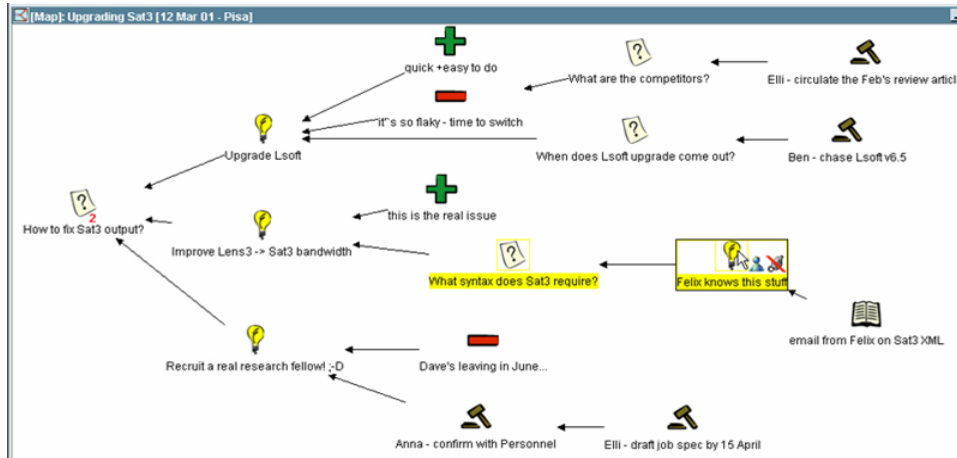 [Map]: Upgrading Sat3 [12 Mar 01 - Pisa]
quick +easy to do
What are the competitors?
Elli - circulate the Feb's review articl
it"s so flaky - time to switch
Upgrade Lsoft
When does Lsoft upgrade come out?
Ben - chase Lsoft v6.5
2
How to fix Sat3 output?
this is the real issue
Improve Lens3 -> Sat3 bandwidth
What syntax does Sat3 require?
Felix knows this stuff
email from Felix on Sat3 XML
Recruit a real research fellow! ;-D
Dave's leaving in June...
Anna - confirm with Personnel
Elli - draft job spec by 15 April